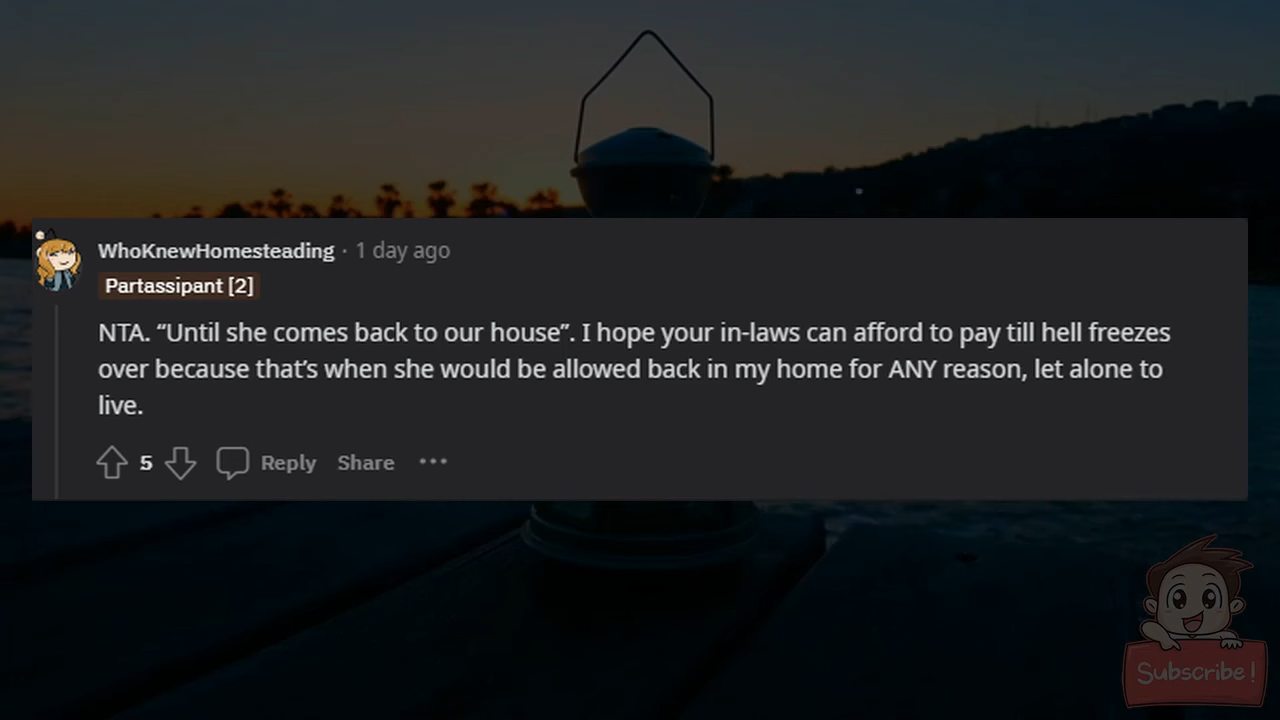 WhoKnewHomesteading · 1 day ago
Partassipant [2]
NTA. “Until she comes back to our house”. I hope your in-laws can afford to pay till hell freezes
over because that’s when she would be allowed back in my home for ANY reason, let alone to
live.
5 Reply Share ···
Subscribe!